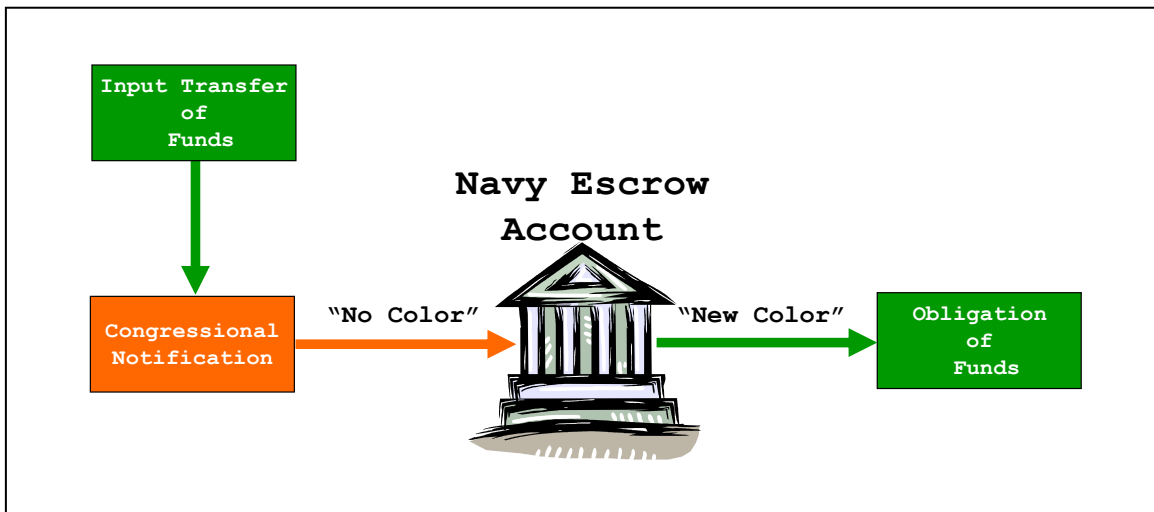 Input Transfer
of
Funds
Navy Escrow
Account
Congressional
Notification
“No Color”
“New Color”
Obligation
of
Funds